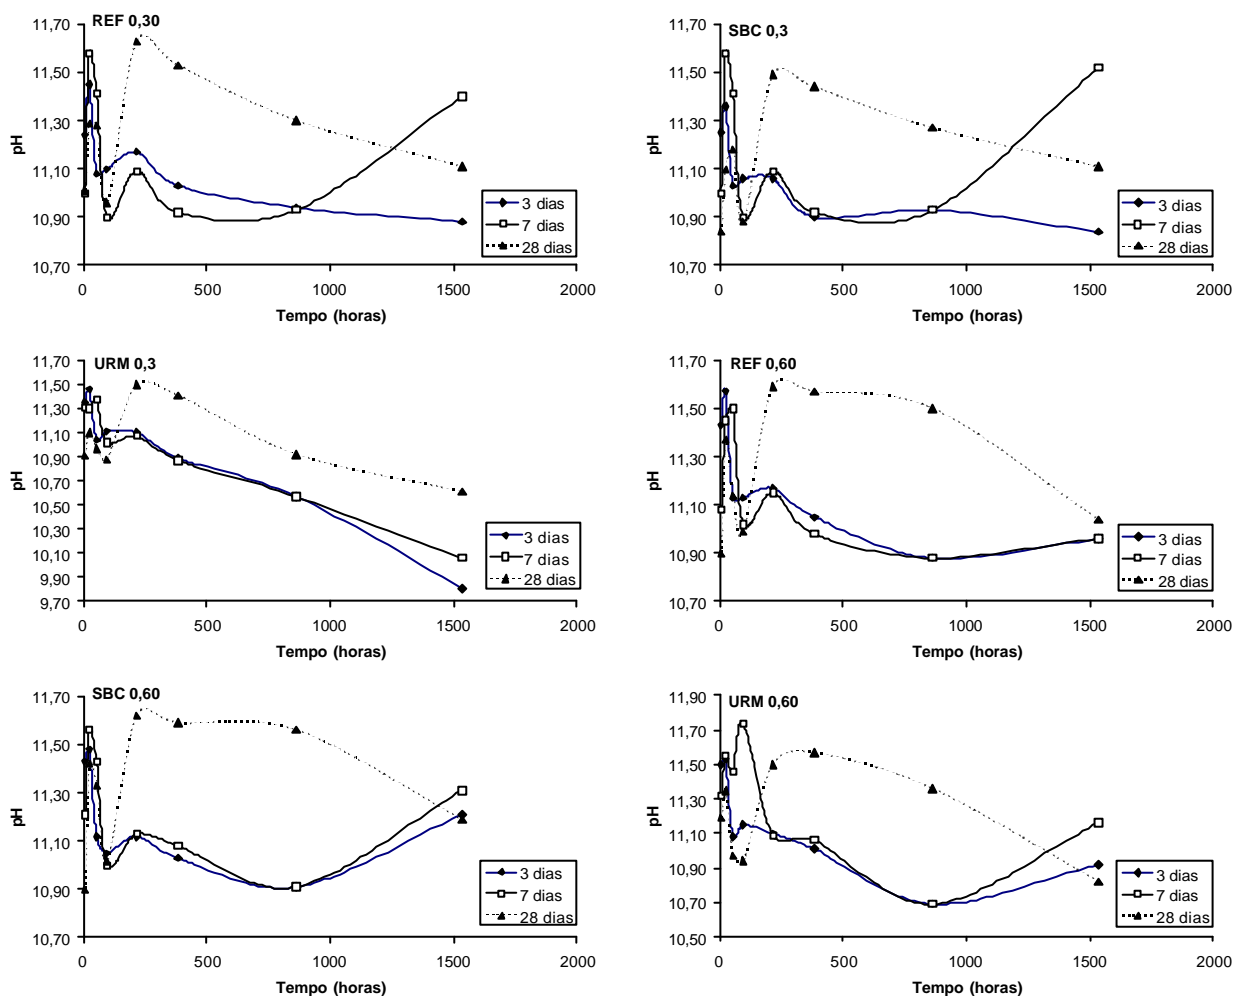 REF 0,30
11,70
11,50
11,30
11,10
10,90
10,70
pH
0
500
1000
1500
2000
Tempo (horas)
3 dias
7 dias
28 dias
SBC 0,3
11,70
11,50
11,30
11,10
10,90
10,70
pH
0
500
1000
1500
2000
Tempo (horas)
3 dias
7 dias
28 dias
URM 0,3
11,70
11,50
11,30
11,10
10,90
10,70
10,50
10,30
10,10
9,90
9,70
pH
0
500
1000
1500
2000
Tempo (horas)
3 dias
7 dias
28 dias
REF 0,60
11,70
11,50
11,30
11,10
10,90
10,70
pH
0
500
1000
1500
2000
Tempo (horas)
3 dias
7 dias
28 dias
SBC 0,60
11,70
11,50
11,30
11,10
10,90
10,70
pH
0
500
1000
1500
2000
Tempo (horas)
3 dias
7 dias
28 dias
URM 0,60
11,90
11,70
11,50
11,30
11,10
10,90
10,70
10,50
pH
0
500
1000
1500
2000
Tempo (horas)
3 dias
7 dias
28 dias